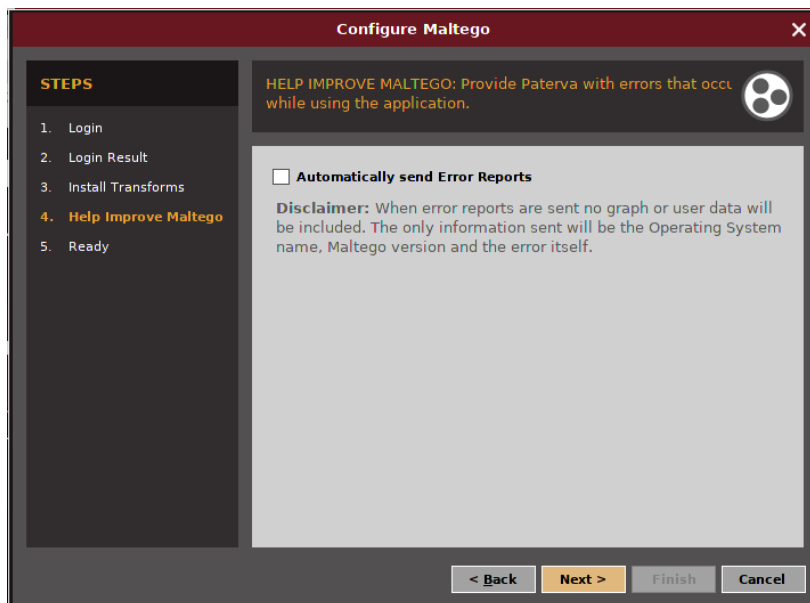 Configure Maltego
STEPS
1. Login
2. Login Result
3. Install Transforms
4. Help Improve Maltego
5. Ready
HELP IMPROVE MALTEGO: Provide Paterva with errors that occu
while using the application.
Automatically send Error Reports
Disclaimer: When error reports are sent no graph or user data will
be included. The only information sent will be the Operating System
name, Maltego version and the error itself.
< Back Next > Finish Cancel